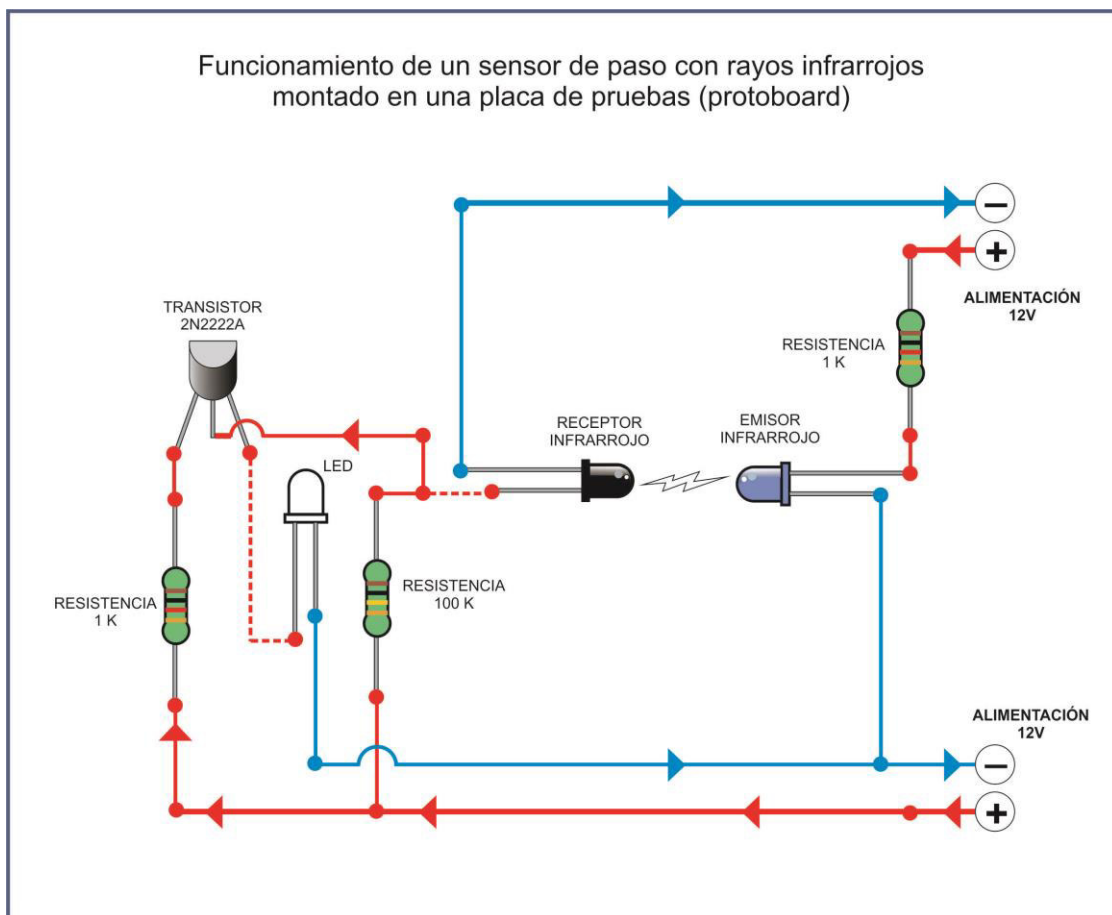 Funcionamiento de un sensor de paso con rayos infrarrojos
montado en una placa de pruebas (protoboard)
−
+
ALIMENTACIÓN
12V
TRANSISTOR
2N2222A
RESISTENCIA
1 K
RECEPTOR
INFRARROJO
EMISOR
INFRARROJO
LED
RESISTENCIA
100 K
RESISTENCIA
1 K
ALIMENTACIÓN
12V
−
+